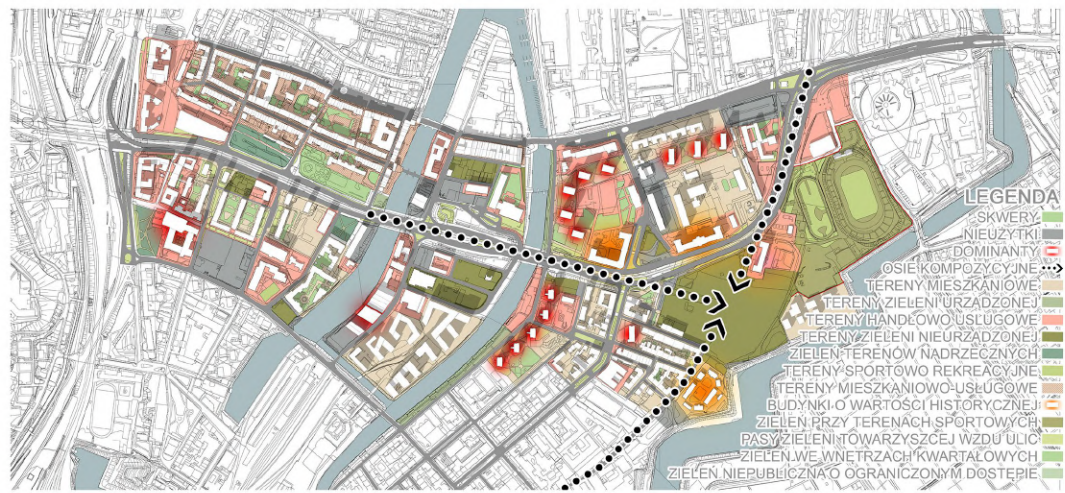 LEGENDA
SKWERY
NIEUŻYTKI
DOMINANTY
OSIE KOMPOZYCYJNE
TERENY MIESZKANIOWE
TERENY ZIELENI URZĄDZONEJ
TERENY HANDLOWO USŁUGOWE
TERENY ZIELENI NIEURZĄDZONEJ
ZIELEŃ TERENÓW NADRZECZNYCH
TERENY SPORTOWO REKREACYJNE
TERENY MIESZKANIOWO-USŁUGOWE
BUDYNKI O WARTOŚCI HISTORYCZNEJ
ZIELEŃ PRZY TERENACH SPORTOWYCH
PASY ZIELENI TOWARZYSZCEJ WZDU ULIC
ZIELEŃ WE WNĘTRZACH KWARTAŁOWYCH
ZIELEŃ NIEPUBLICZNA O OGRANICZONYM DOSTĘPIE